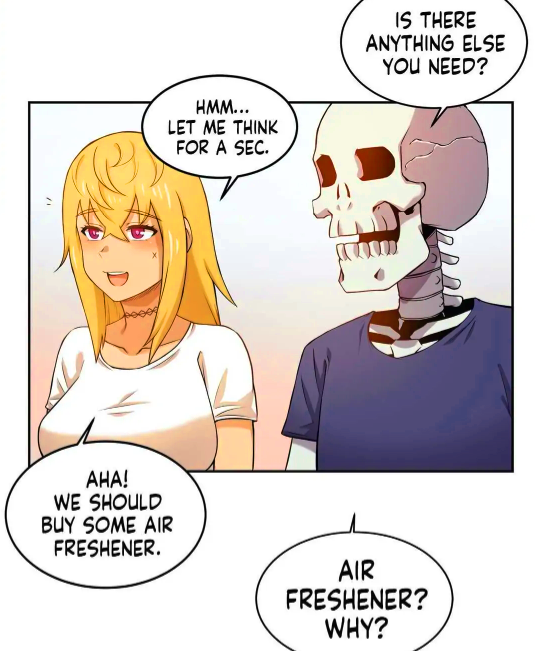 IS THERE
ANYTHING ELSE
YOU NEED?
HMM...
LET ME THINK
FOR A SEC.
AHA!
WE SHOULD
BUY SOME AIR
FRESHENER.
AIR
FRESHENER?
WHY?